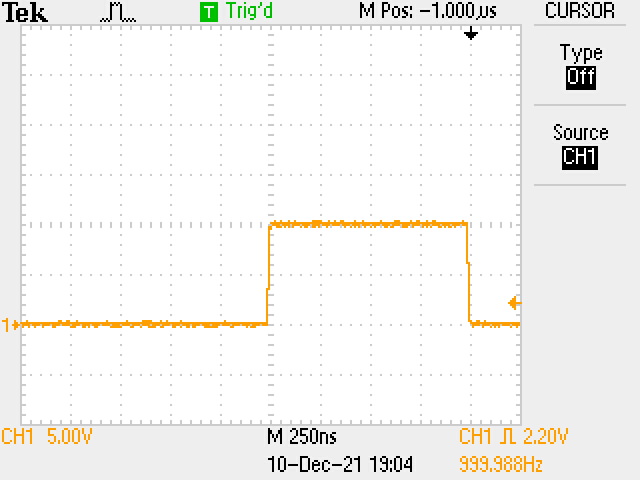 Tek T Trig'd M Pos: -1.000µs CURSOR
Type
Off
Source
CH1
1
CH1 5.00V M 250ns CH1 2.20V
10-Dec-21 19:04 999.988Hz